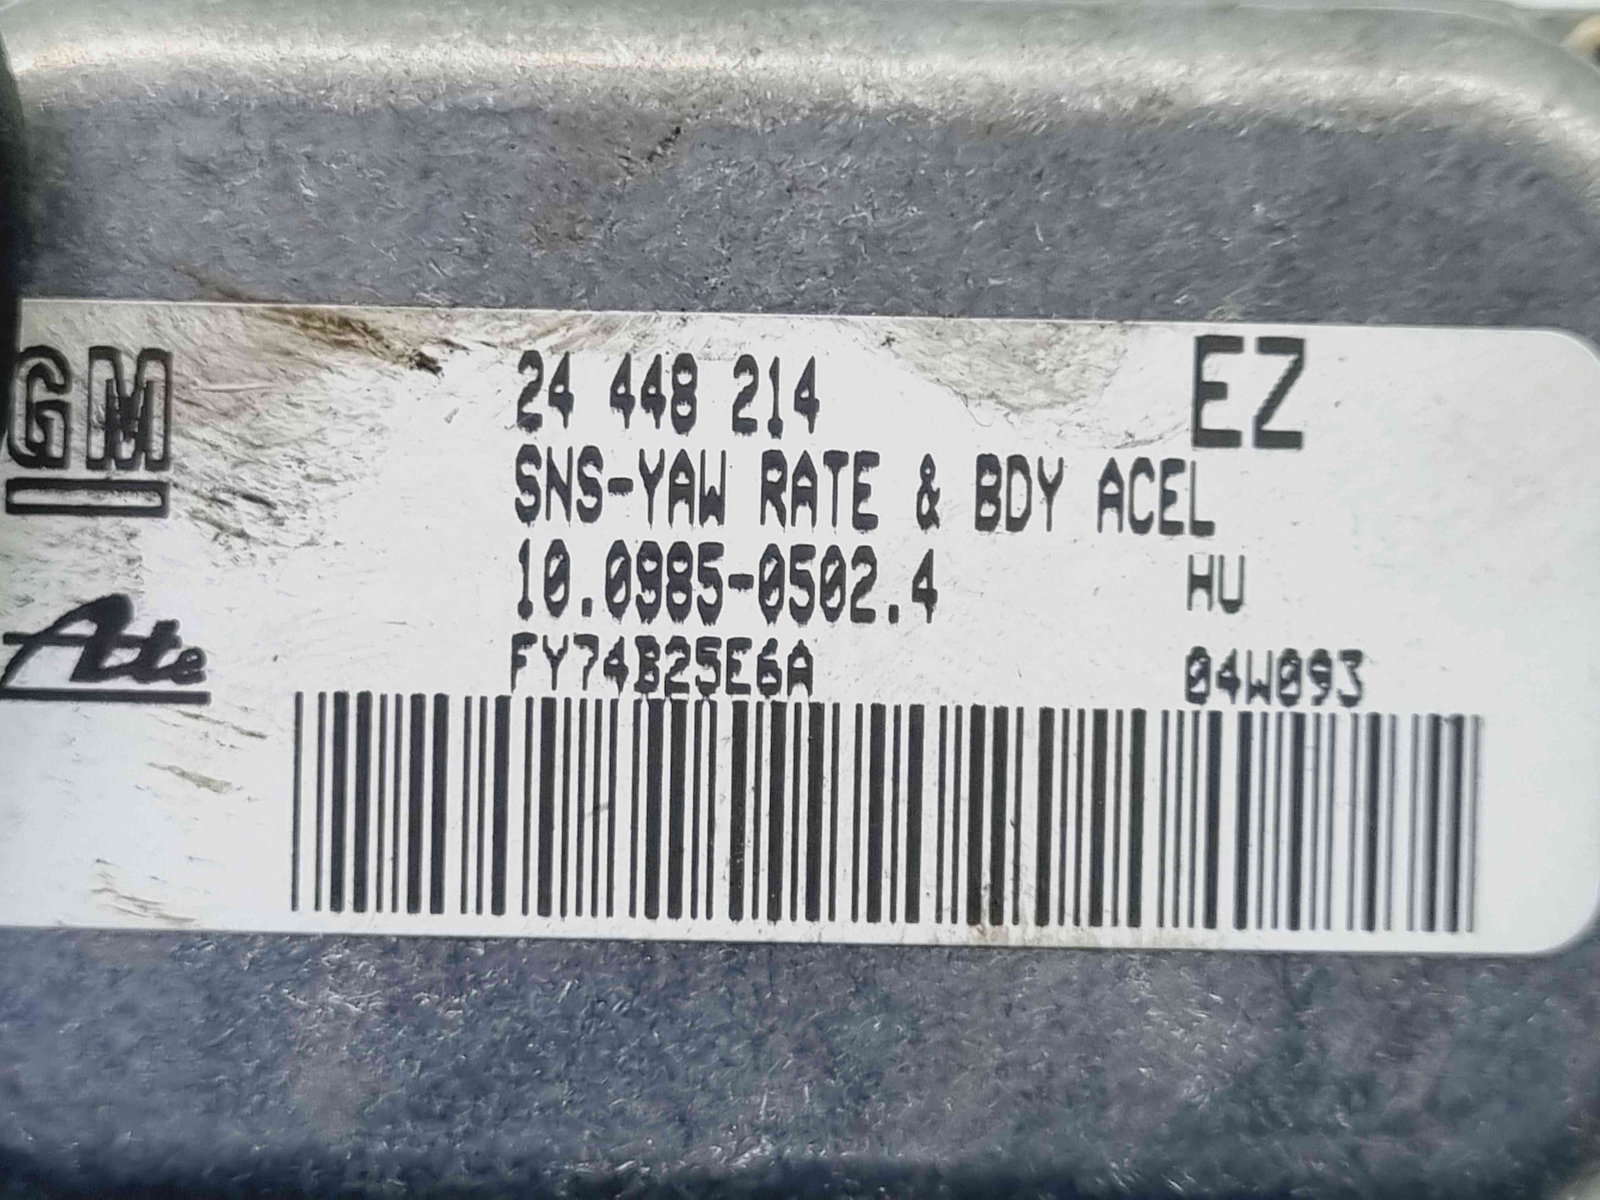 GM 24 448 214 EZ
SNS-YAW RATE & BDY ACEL
10.0985-0502.4 HU
Ate FY74B25E6A 04W093